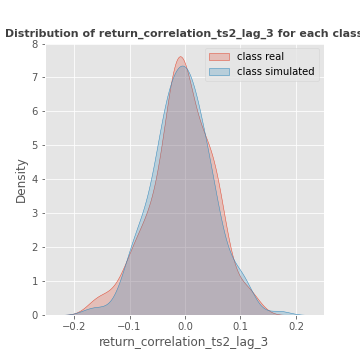 Distribution of return_correlation_ts2_lag_3 for each class
8
7
6
5
4
3
2
1
0
Density
class real
class simulated
−0.2 −0.1 0.0 0.1 0.2
return_correlation_ts2_lag_3